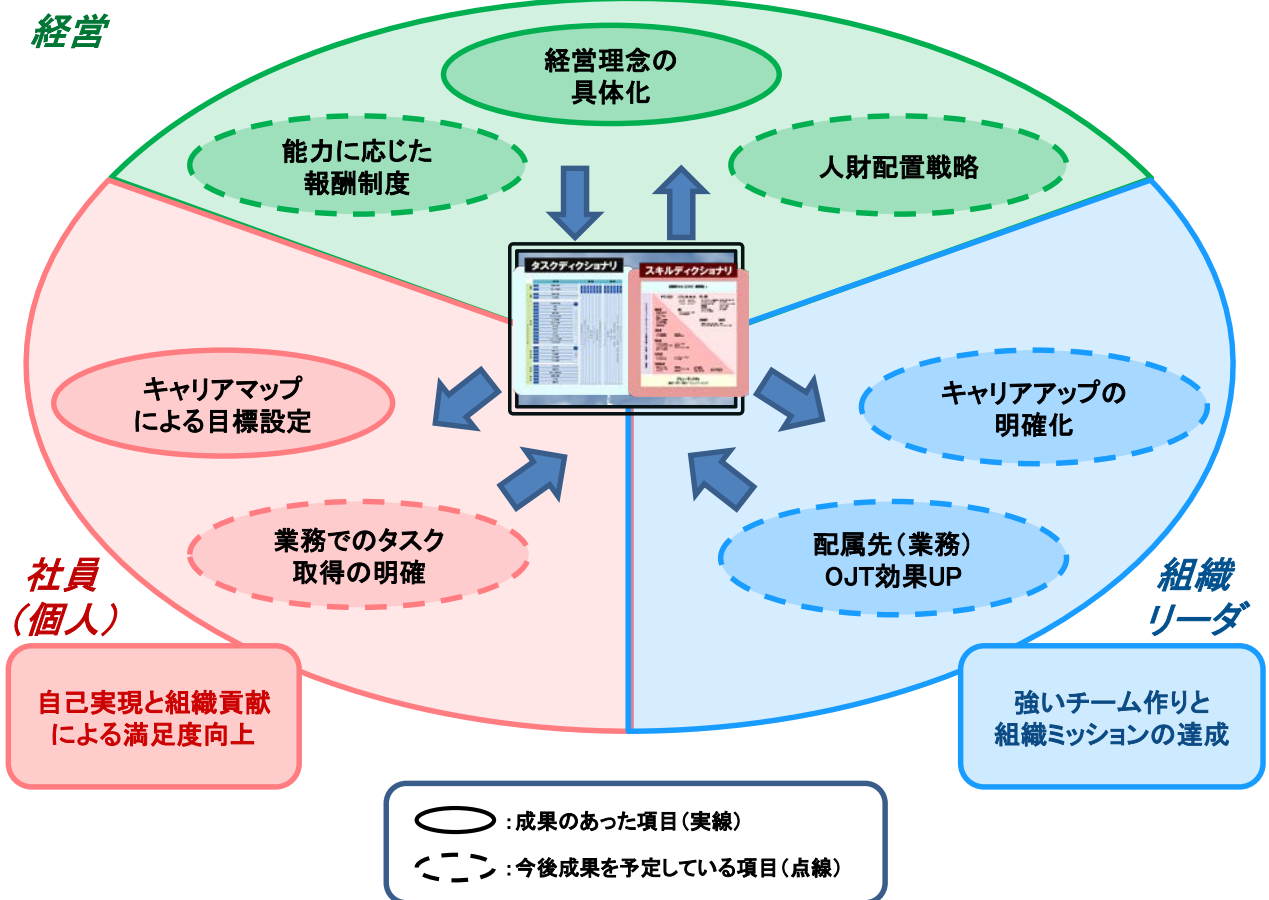 経営
経営理念の
具体化
能力に応じた
報酬制度
人財配置戦略
タスクディクショナリ
スキルディクショナリ
キャリアマップ
による目標設定
キャリアアップの
明確化
業務でのタスク
取得の明確
配属先（業務）
OJT効果UP
社員
（個人）
組織
リーダ
自己実現と組織貢献
による満足度向上
強いチーム作りと
組織ミッションの達成
：成果のあった項目（実線）
：今後成果を予定している項目（点線）